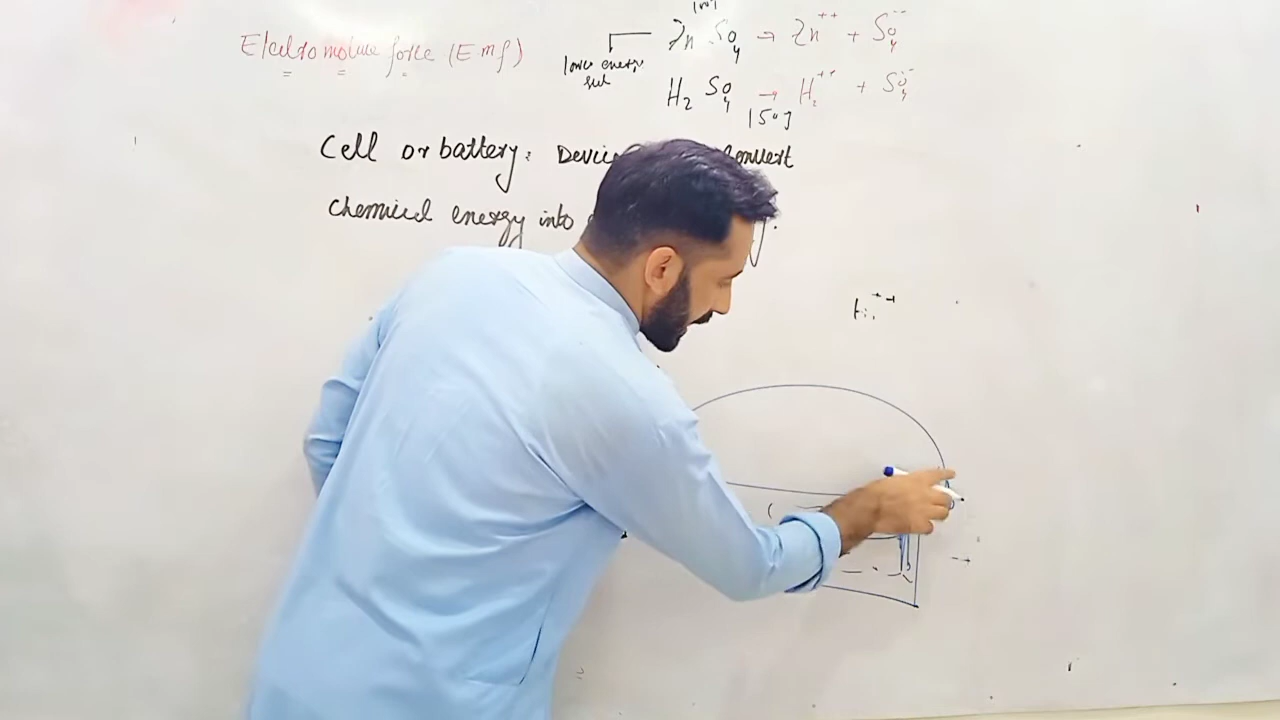 Electromotive force (Emf)
Zn SO4 → Zn++ + SO4--
lower energy
H2 SO4 → H2++ + SO4--
150J
Cell or battery: Device convert
chemical energy into